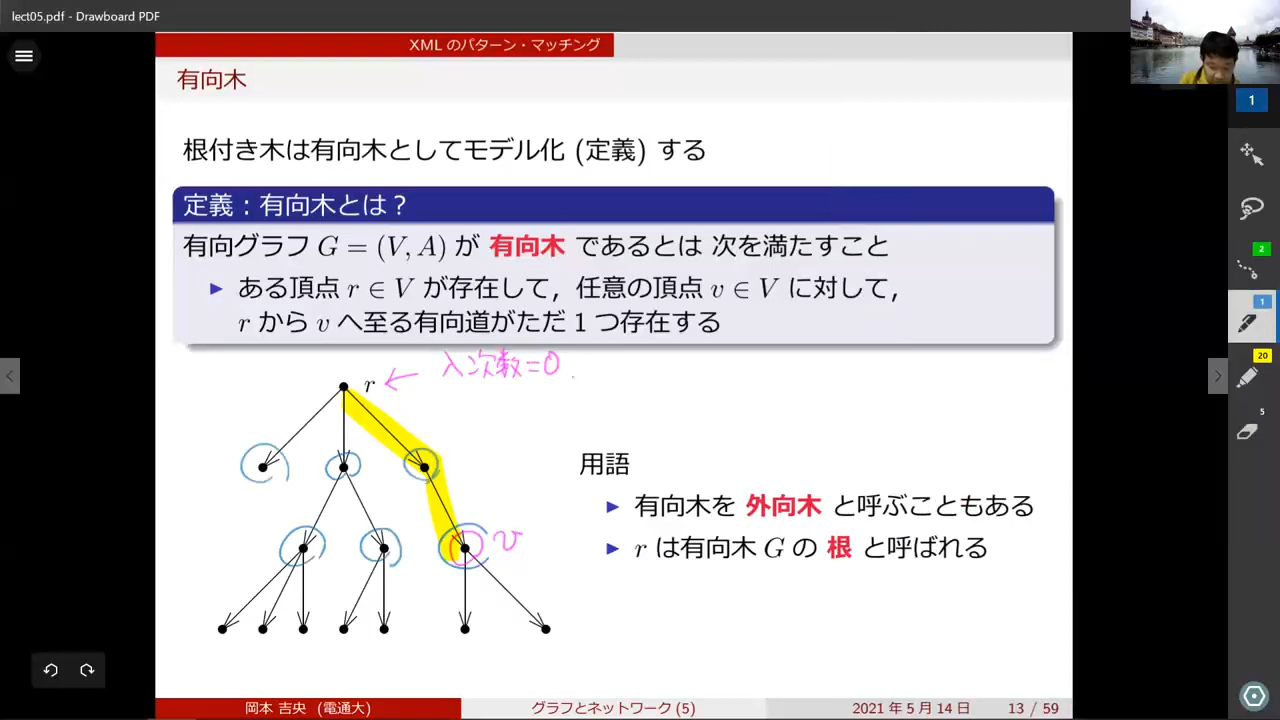 lect05.pdf - Drawboard PDF
XML のパターン・マッチング
有向木
1
根付き木は有向木としてモデル化 (定義) する
定義：有向木とは？
有向グラフ G = (V, A) が 有向木 であるとは 次を満たすこと
▶ ある頂点 r ∈ V が存在して，任意の頂点 v ∈ V に対して，
r から v へ至る有向道がただ 1 つ存在する
2
1
20
5
r ← 入次数=0
v
用語
▶ 有向木を 外向木 と呼ぶこともある
▶ r は有向木 G の 根 と呼ばれる
岡本 吉央 (電通大)
グラフとネットワーク (5)
2021 年 5 月 14 日
13 / 59